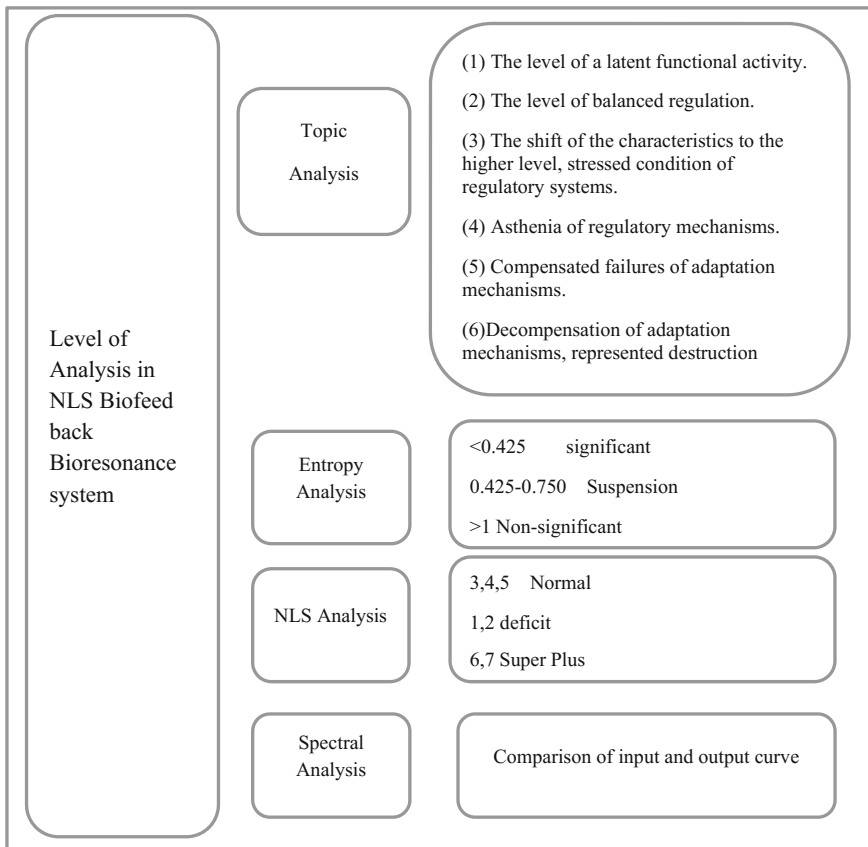 Level of
Analysis in
NLS Biofeed
back
Bioresonance
system
Topic
Analysis
(1) The level of a latent functional activity.
(2) The level of balanced regulation.
(3) The shift of the characteristics to the
higher level, stressed condition of
regulatory systems.
(4) Asthenia of regulatory mechanisms.
(5) Compensated failures of adaptation
mechanisms.
(6)Decompensation of adaptation
mechanisms, represented destruction
Entropy
Analysis
<0.425 significant
0.425-0.750 Suspension
>1 Non-significant
NLS Analysis
3,4,5 Normal
1,2 deficit
6,7 Super Plus
Spectral
Analysis
Comparison of input and output curve